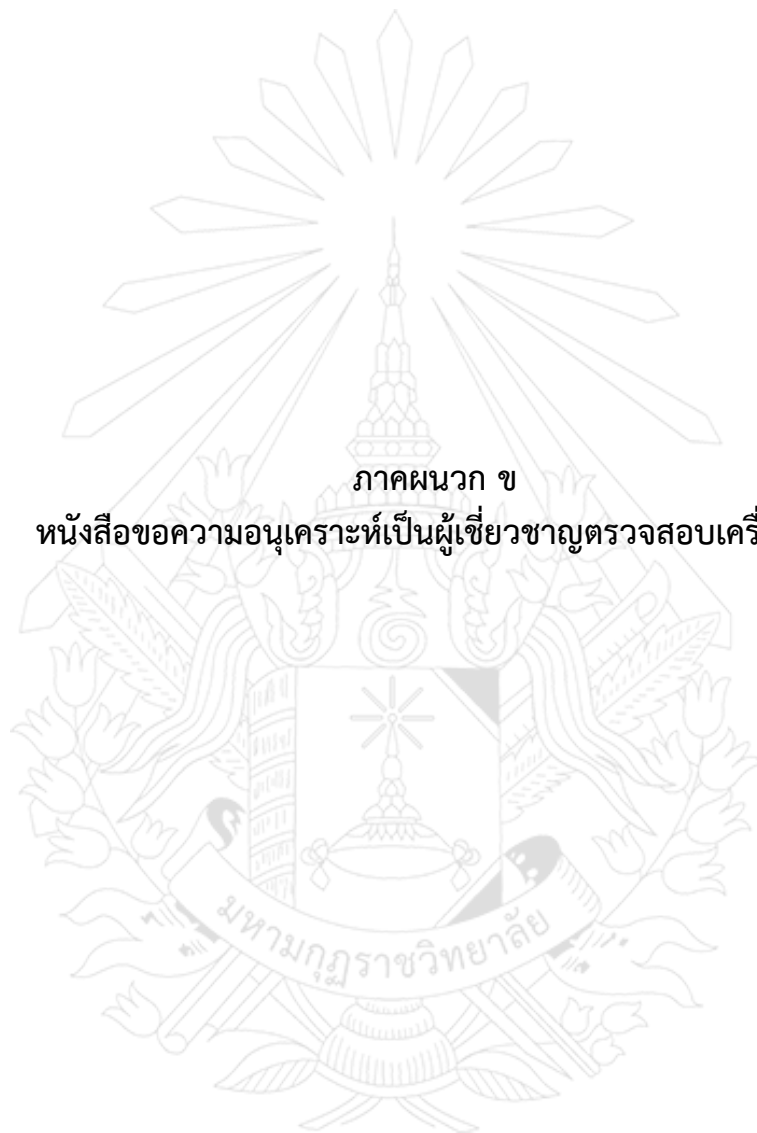 ภาคผนวก ข
หนังสือขอความอนุเคราะห์เป็นผู้เชี่ยวชาญตรวจสอบเครื่
มหามกุฏราชวิทยาลัย